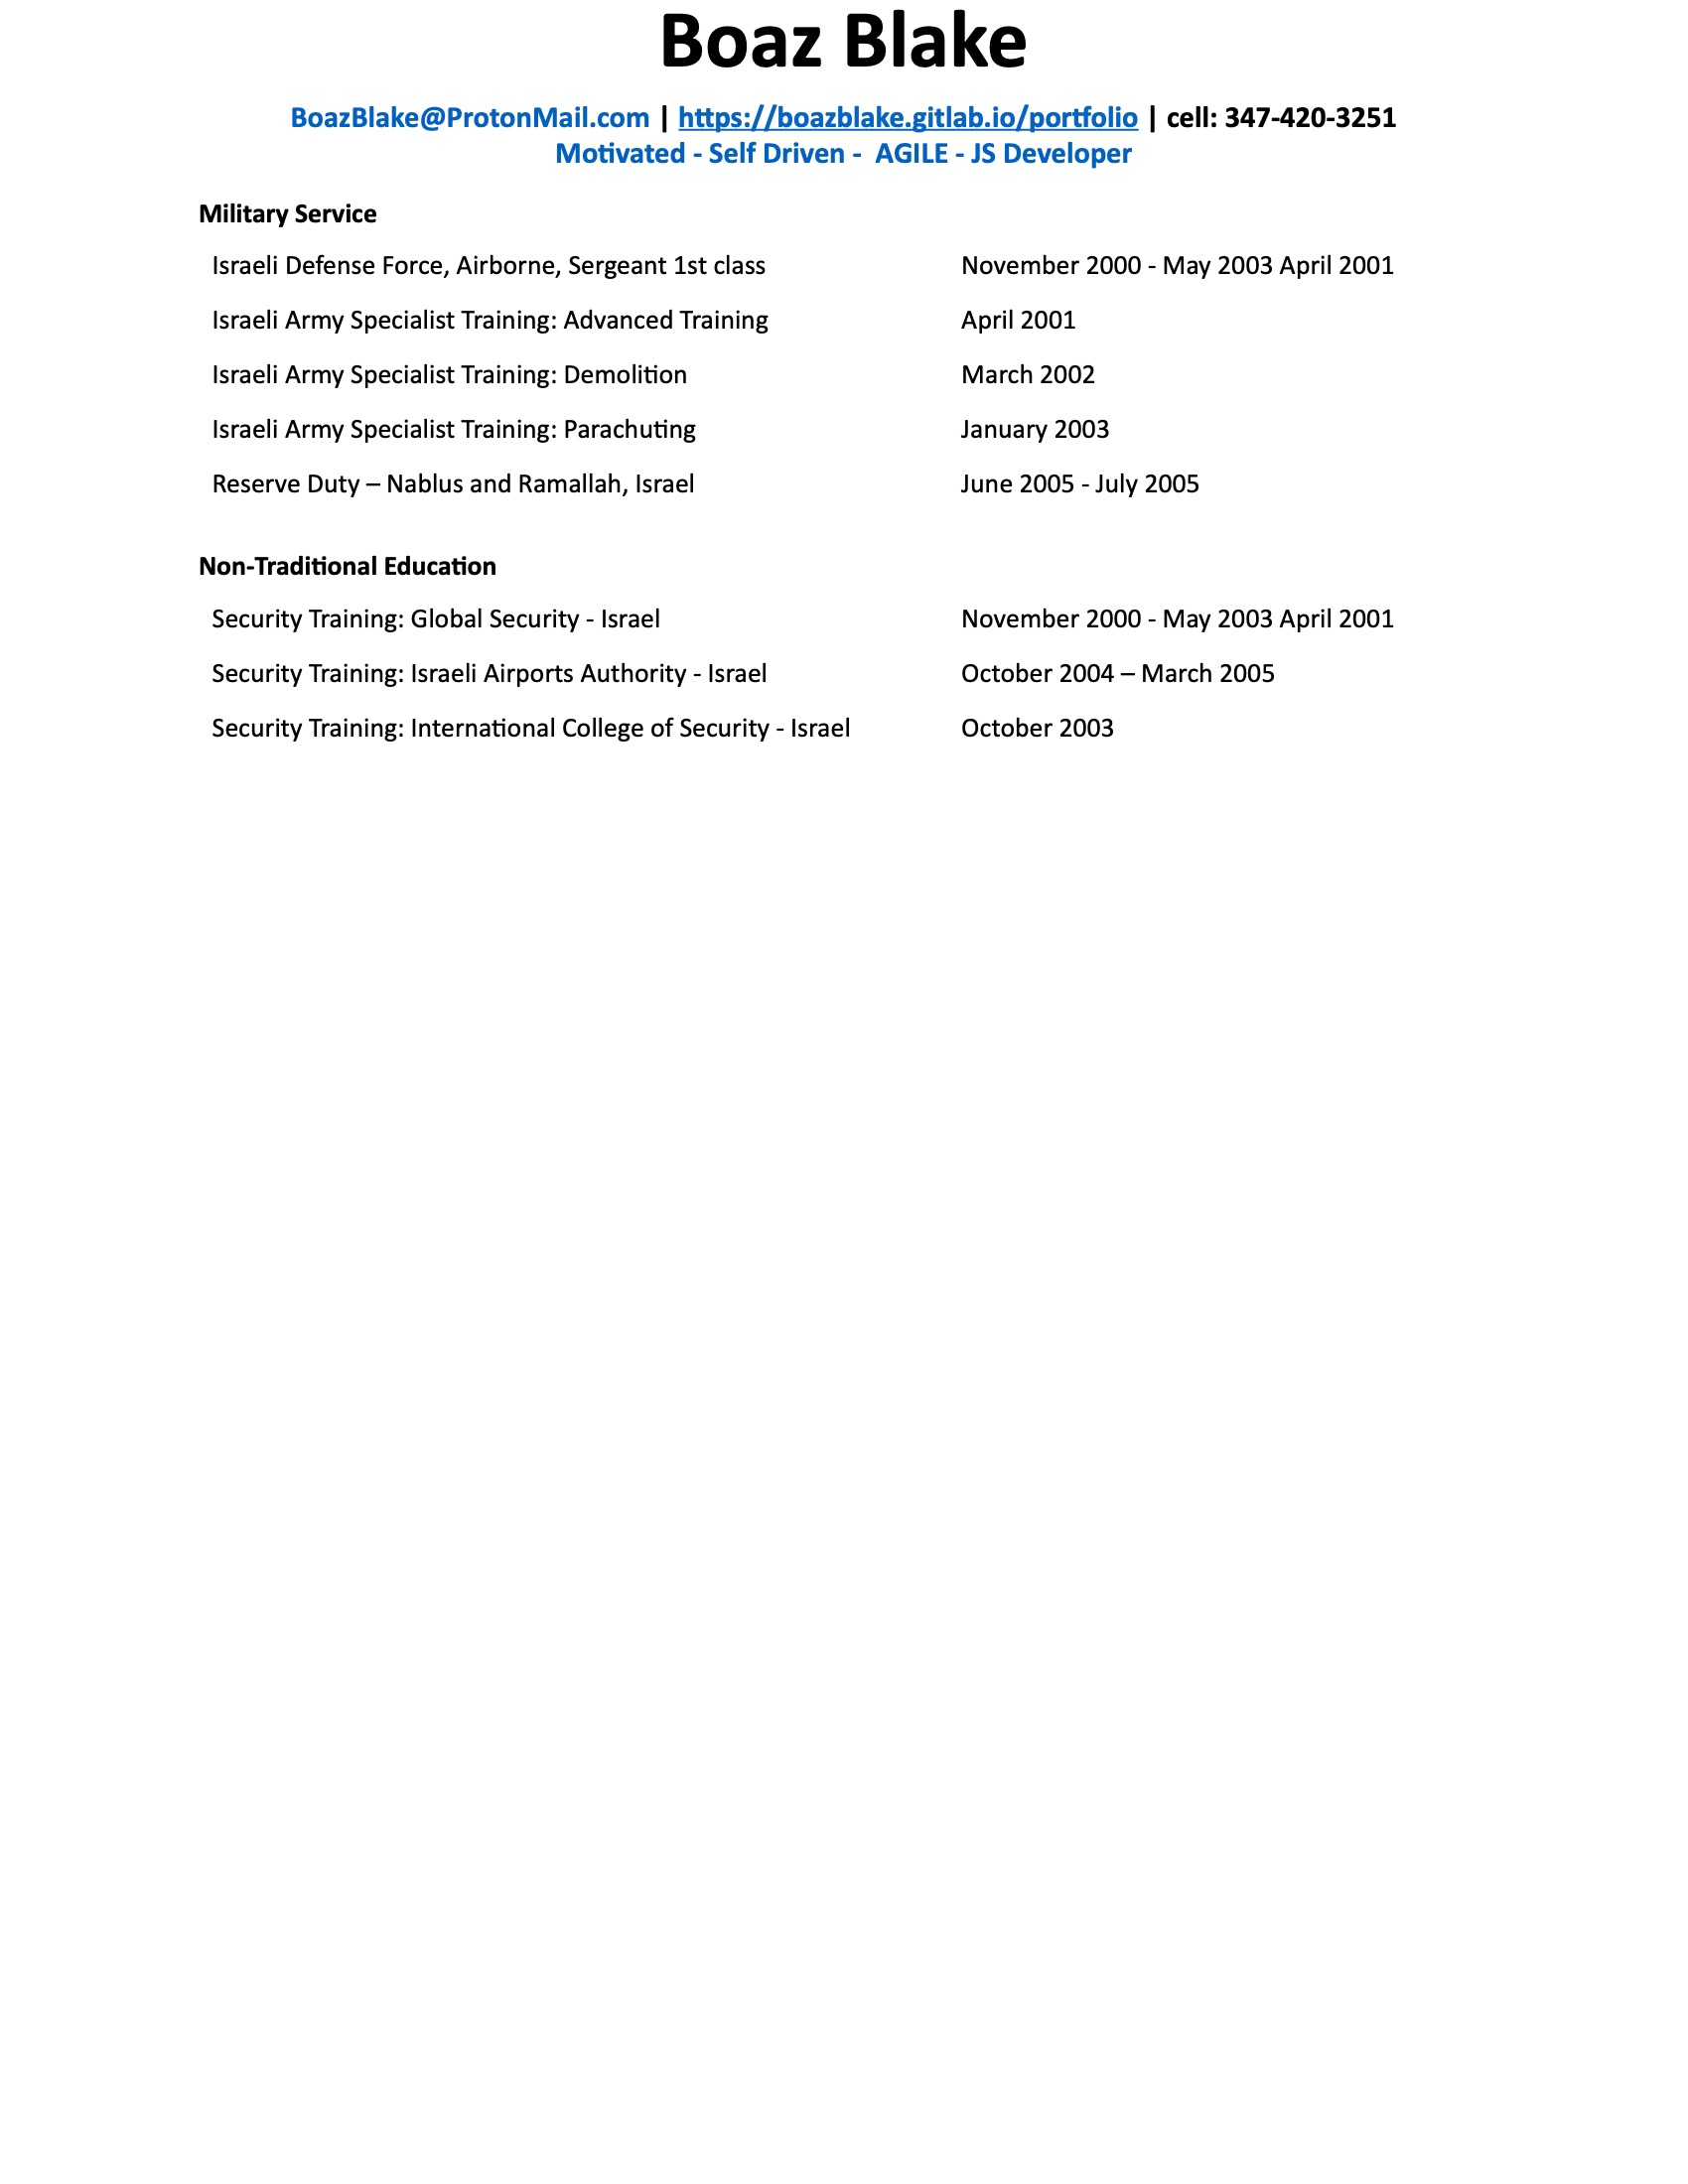 Boaz Blake
BoazBlake@ProtonMail.com | https://boazblake.gitlab.io/portfolio | cell: 347-420-3251
Motivated - Self Driven -  AGILE - JS Developer
Military Service
Israeli Defense Force, Airborne, Sergeant 1st class November 2000 - May 2003 April 2001
Israeli Army Specialist Training: Advanced Training April 2001
Israeli Army Specialist Training: Demolition March 2002
Israeli Army Specialist Training: Parachuting January 2003
Reserve Duty – Nablus and Ramallah, Israel June 2005 - July 2005
Non-Traditional Education
Security Training: Global Security - Israel November 2000 - May 2003 April 2001
Security Training: Israeli Airports Authority - Israel October 2004 – March 2005
Security Training: International College of Security - Israel October 2003